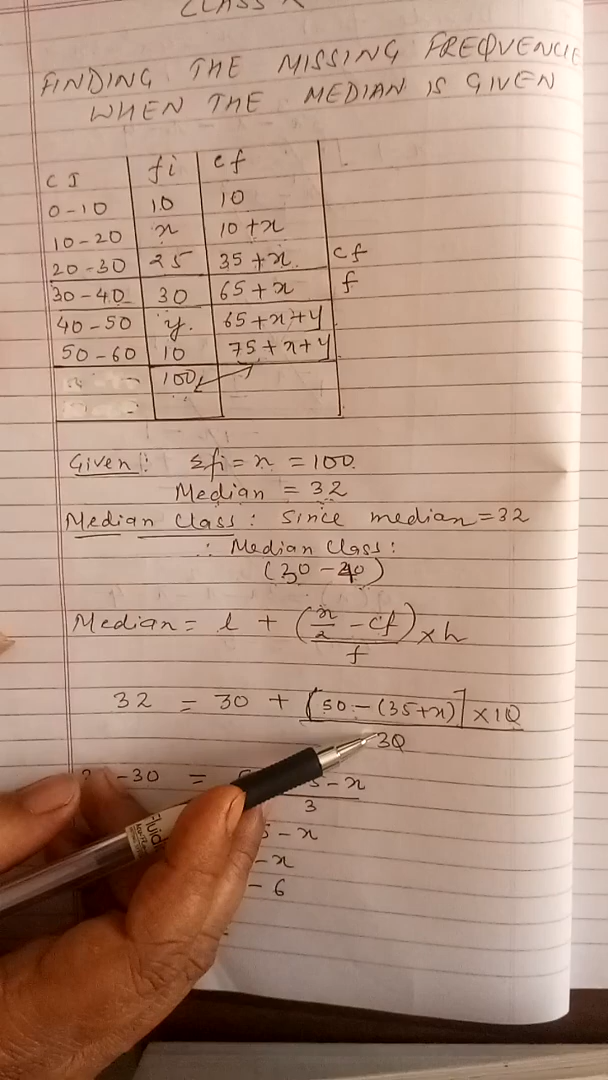 FINDING THE MISSING FREQUENCIE
WHEN THE MEDIAN IS GIVEN
CI fi cf
0-10 10 10
10-20 x 10+x
20-30 25 35+x cf
30-40 30 65+x f
40-50 y. 65+x+y
50-60 10 75+x+y
100
Given: Σfi = n = 100.
Median = 32
Median Class: Since median = 32
∴ Median Class:
(30-40)
Median = l + (n/2 - cf)/f × h
32 = 30 + [50 - (35+x)] × 10 / 30
-30 = - x / 3
- x
- x
- 6